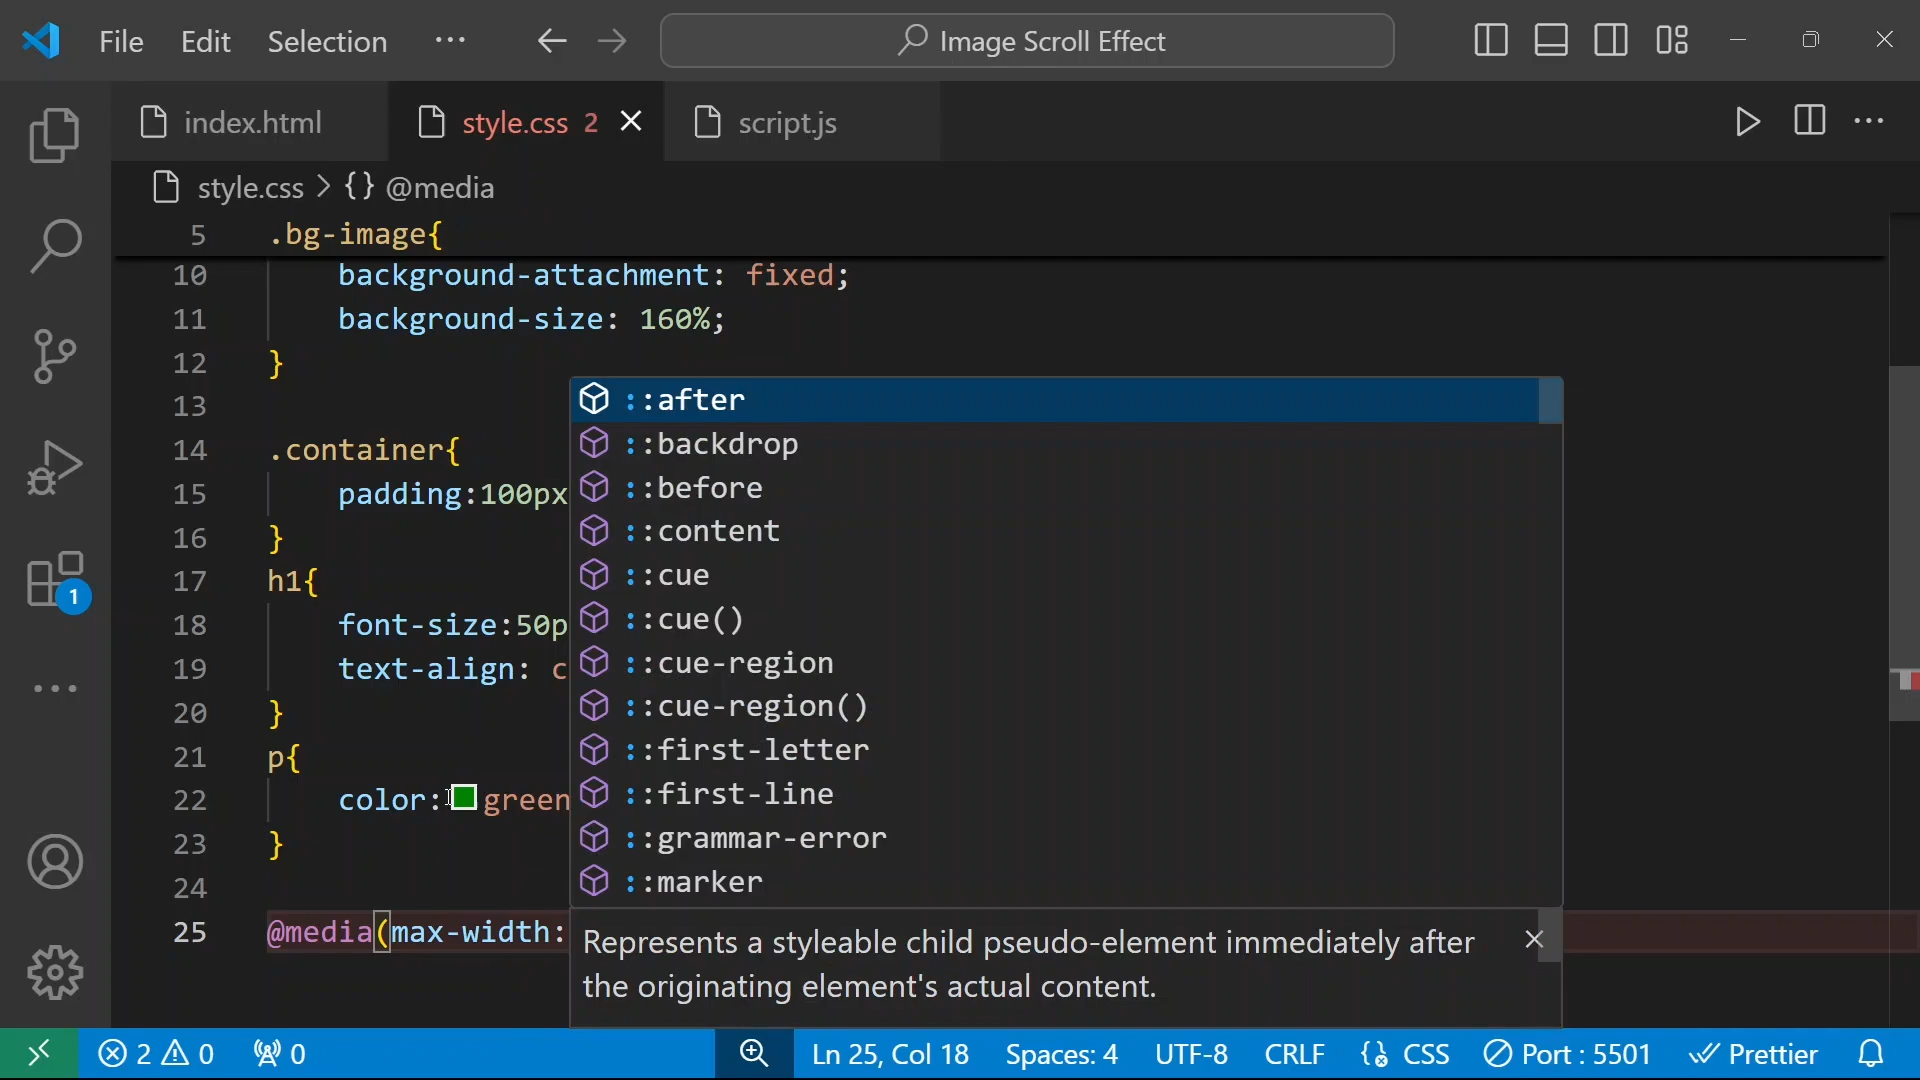 File Edit Selection ··· Image Scroll Effect
index.html style.css 2 script.js
style.css > {} @media
5 .bg-image{
10 background-attachment: fixed;
11 background-size: 160%;
12 }
13
14 .container{
15 padding:100px
16 }
17 h1{
18 font-size:50p
19 text-align: c
20 }
21 p{
22 color: green
23 }
24
25 @media(max-width:
::after
::backdrop
::before
::content
::cue
::cue()
::cue-region
::cue-region()
::first-letter
::first-line
::grammar-error
::marker
Represents a styleable child pseudo-element immediately after
the originating element's actual content.
1
2 0 0 Ln 25, Col 18 Spaces: 4 UTF-8 CRLF {} CSS Port : 5501 Prettier